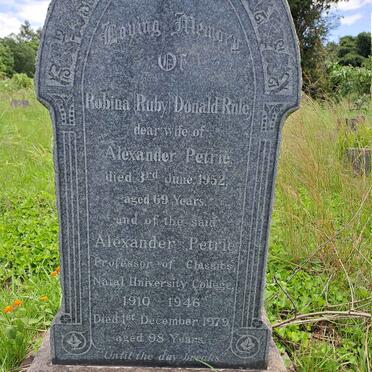 Loving Memory
Of
Robina Ruby Donald Rule
dear wife of
Alexander Petrie,
died 3rd June, 1952,
aged 69 Years.
and of the said
Alexander Petrie
Professor of Classics
Natal University College,
1910 - 1946
Died 1st December 1979
aged 98 Years.
"Until the day breaks"